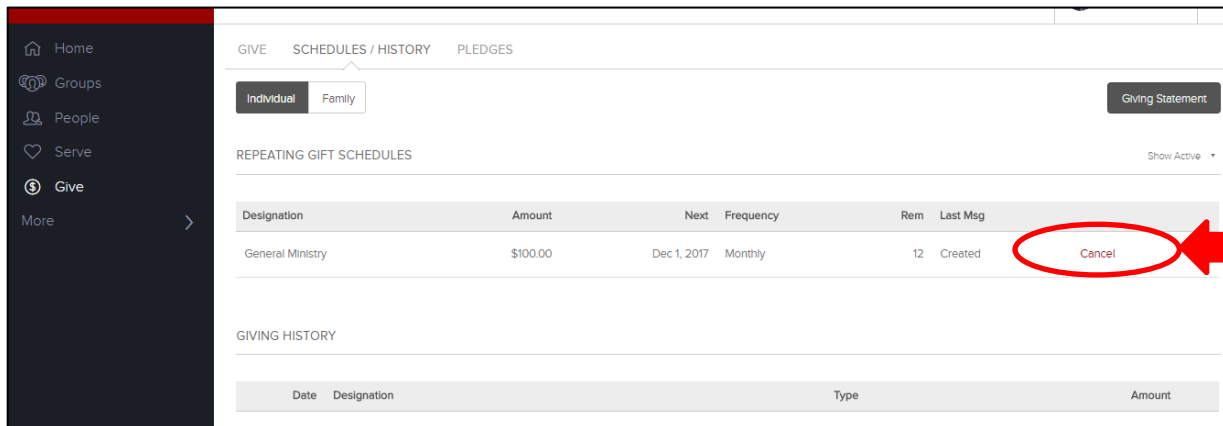 Home
Groups
People
Serve
Give
More
GIVE SCHEDULES / HISTORY PLEDGES
Individual Family Giving Statement
REPEATING GIFT SCHEDULES Show Active
Designation Amount Next Frequency Rem Last Msg
General Ministry $100.00 Dec 1, 2017 Monthly 12 Created Cancel
GIVING HISTORY
Date Designation Type Amount